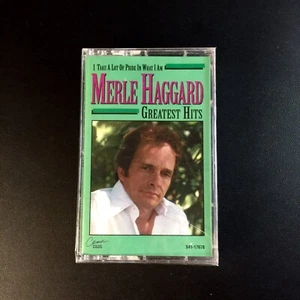 I Take A Lot Of Pride In What I Am
MERLE HAGGARD
GREATEST HITS